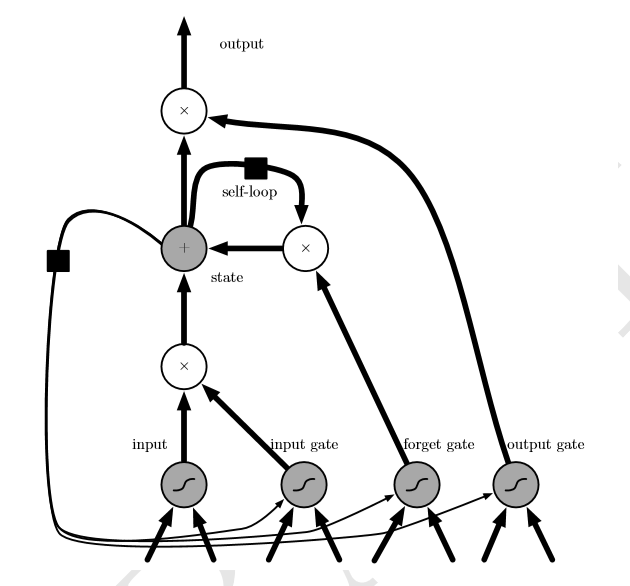 output
×
self-loop
+
×
state
×
input
input gate
forget gate
output gate